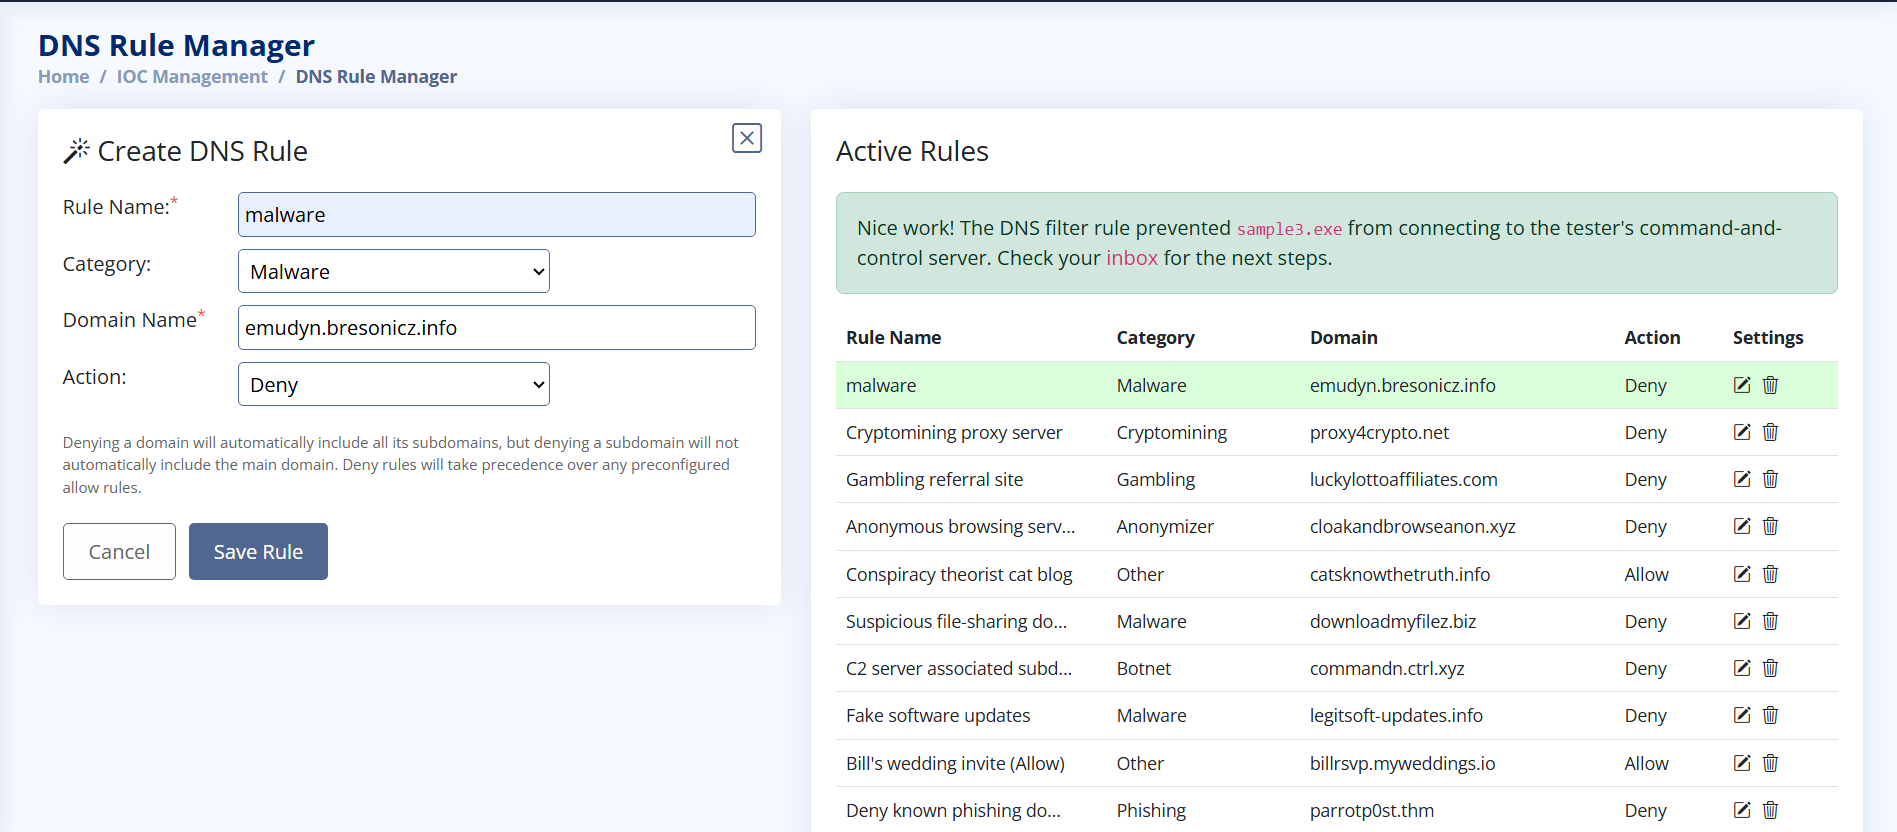 DNS Rule Manager
Home / IOC Management / DNS Rule Manager
Create DNS Rule
Rule Name:*
malware
Category:
Malware
Domain Name*
emudyn.bresonicz.info
Action:
Deny
Denying a domain will automatically include all its subdomains, but denying a subdomain will not
automatically include the main domain. Deny rules will take precedence over any preconfigured
allow rules.
Cancel
Save Rule
Active Rules
Nice work! The DNS filter rule prevented sample3.exe from connecting to the tester's command-and-
control server. Check your inbox for the next steps.
Rule Name Category Domain Action Settings
malware Malware emudyn.bresonicz.info Deny
Cryptomining proxy server Cryptomining proxy4crypto.net Deny
Gambling referral site Gambling luckylottoaffiliates.com Deny
Anonymous browsing serv... Anonymizer cloakandbrowseanon.xyz Deny
Conspiracy theorist cat blog Other catsknowthetruth.info Allow
Suspicious file-sharing do... Malware downloadmyfilez.biz Deny
C2 server associated subd... Botnet commandn.ctrl.xyz Deny
Fake software updates Malware legitsoft-updates.info Deny
Bill's wedding invite (Allow) Other billrsvp.myweddings.io Allow
Deny known phishing do... Phishing parrotp0st.thm Deny